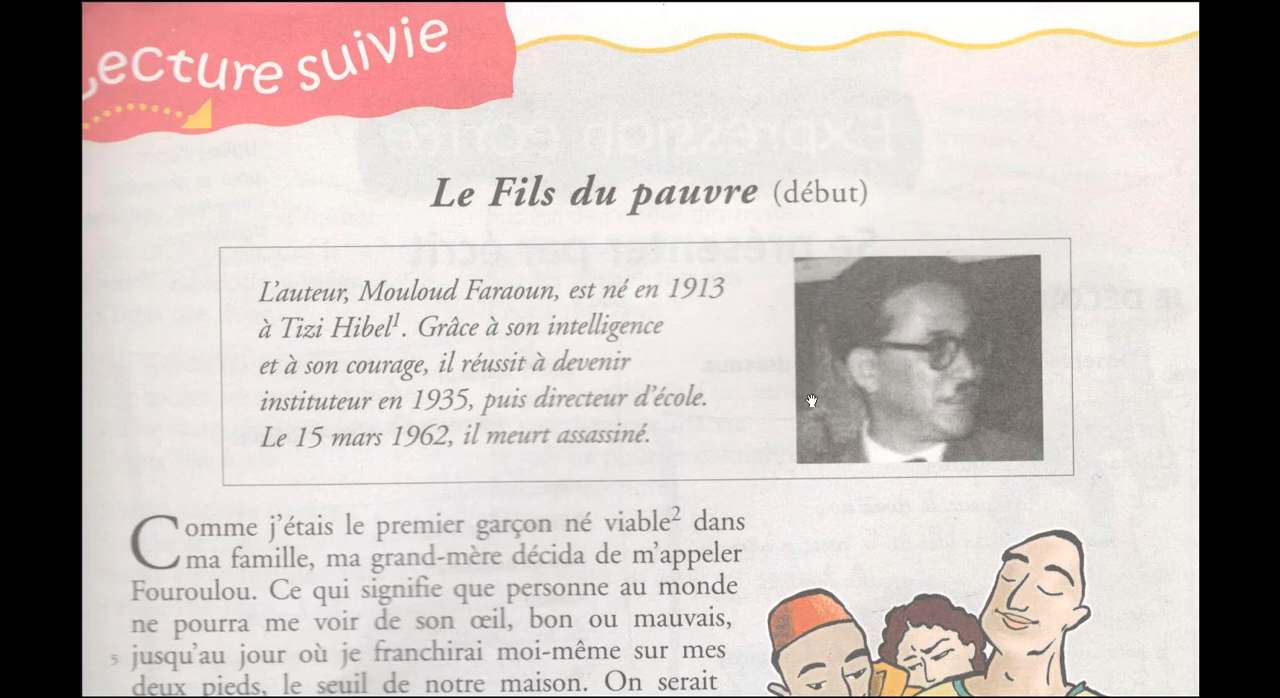 Lecture suivie
Le Fils du pauvre (début)
L'auteur, Mouloud Faraoun, est né en 1913
à Tizi Hibel¹. Grâce à son intelligence
et à son courage, il réussit à devenir
instituteur en 1935, puis directeur d'école.
Le 15 mars 1962, il meurt assassiné.
Comme j'étais le premier garçon né viable² dans
ma famille, ma grand-mère décida de m'appeler
Fouroulou. Ce qui signifie que personne au monde
ne pourra me voir de son œil, bon ou mauvais,
5 jusqu'au jour où je franchirai moi-même sur mes
deux pieds, le seuil de notre maison. On serait